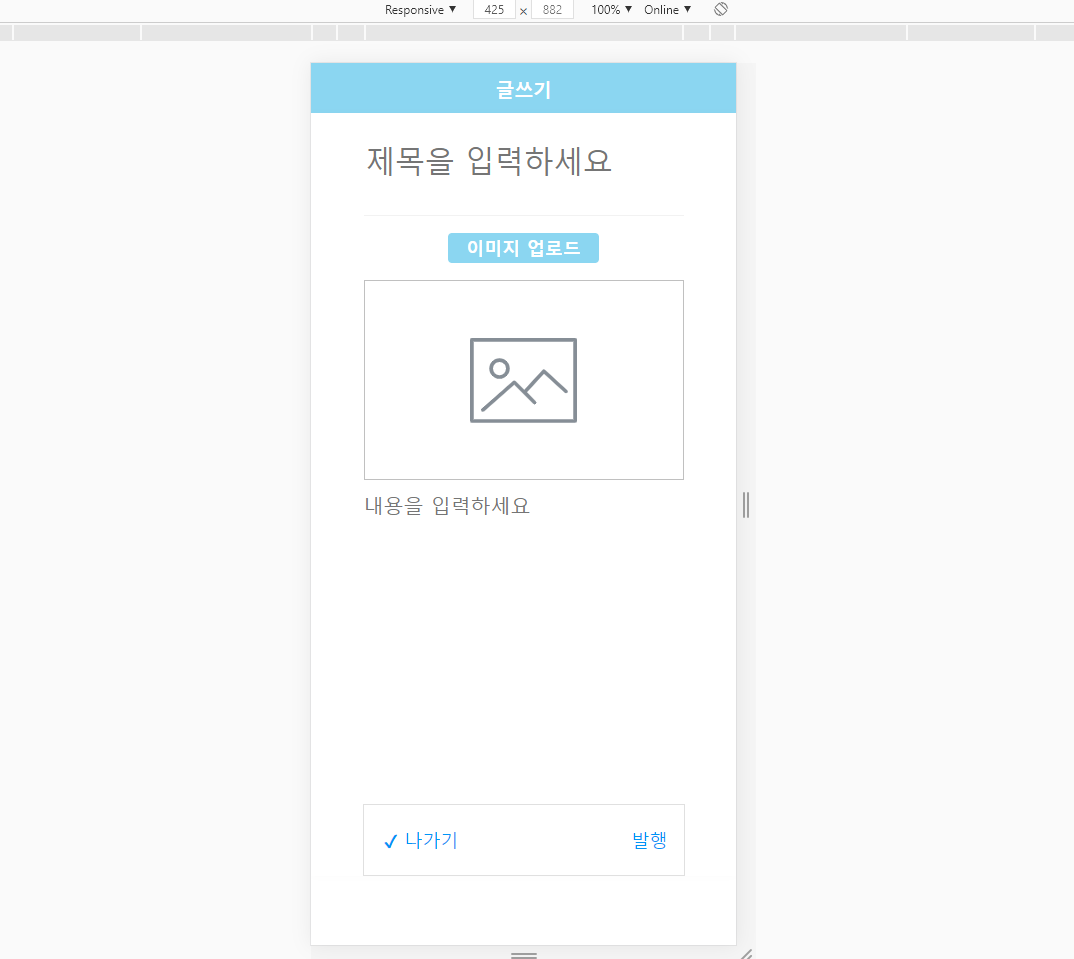 Responsive ▼ 425 × 882 100% ▼ Online ▼
글쓰기
제목을 입력하세요
이미지 업로드
내용을 입력하세요
✓ 나가기 발행